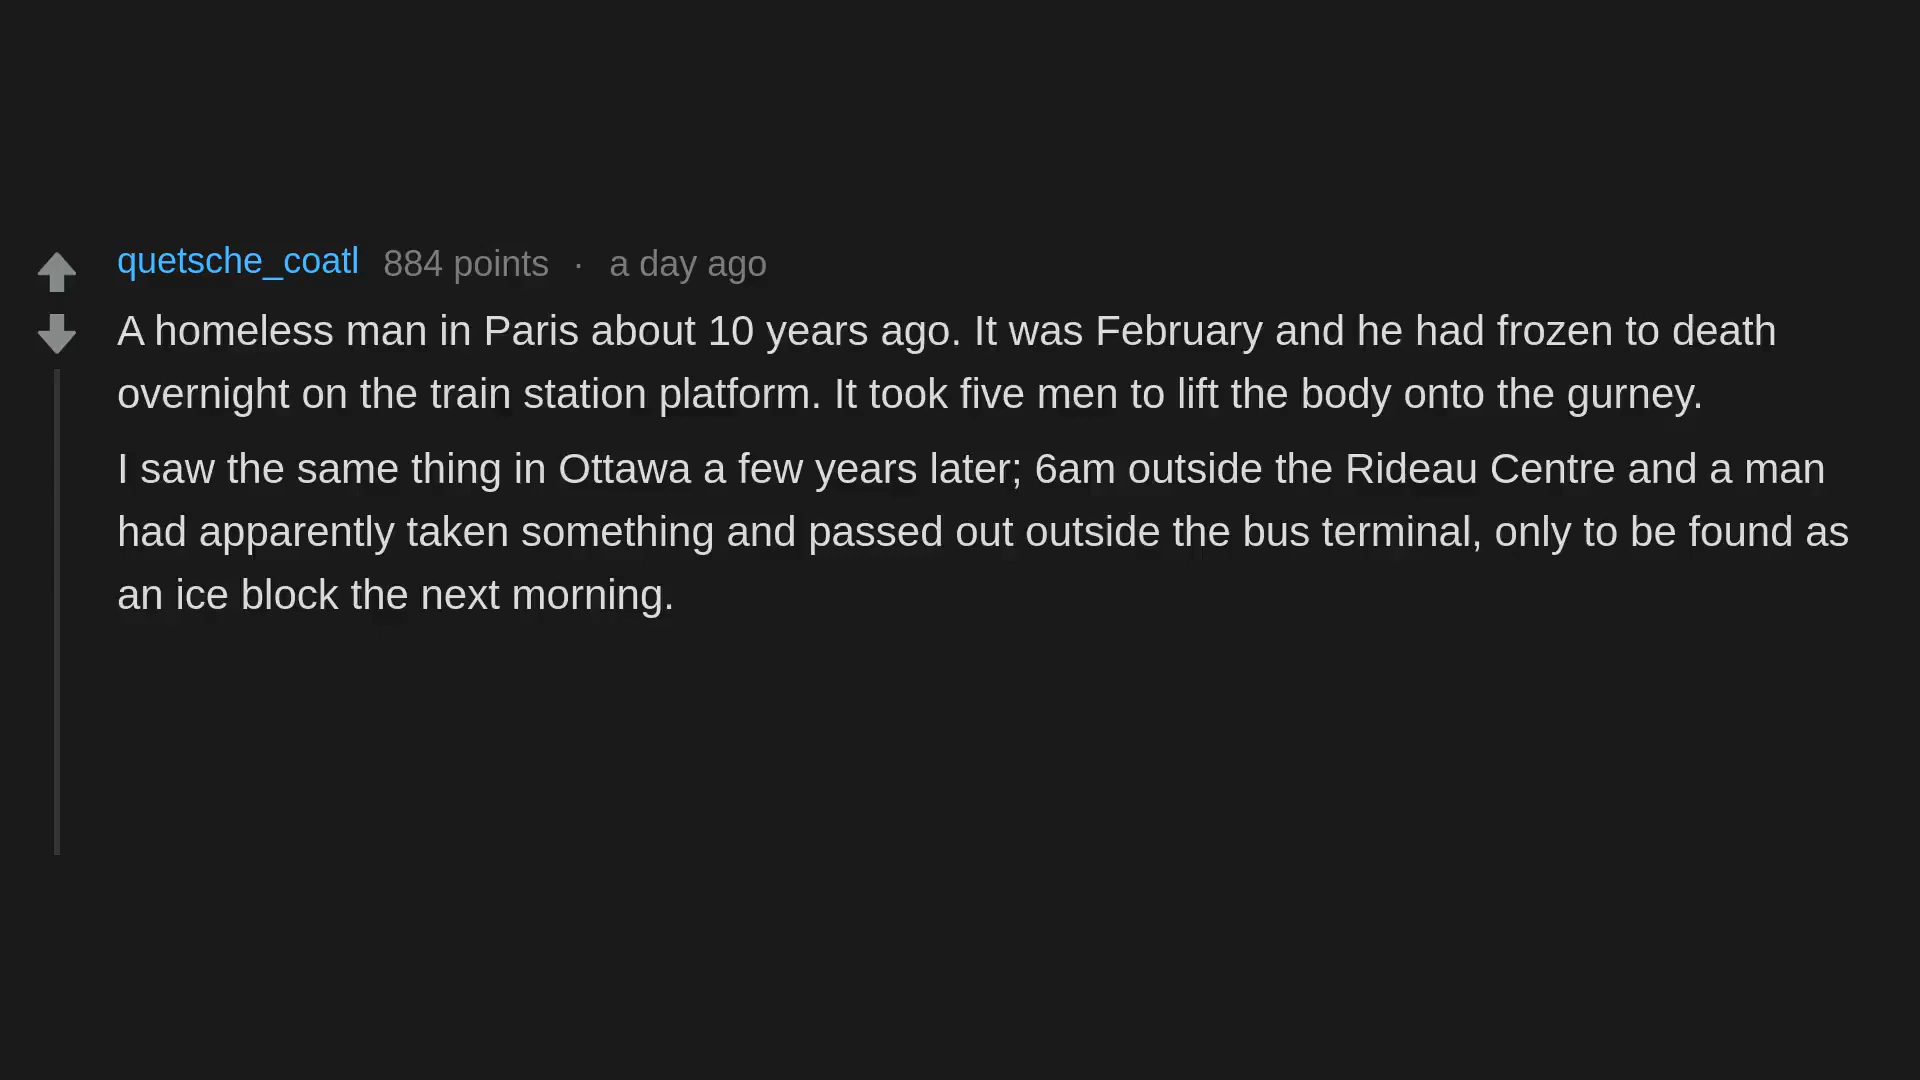 quetsche_coatl 884 points · a day ago
A homeless man in Paris about 10 years ago. It was February and he had frozen to death
overnight on the train station platform. It took five men to lift the body onto the gurney.
I saw the same thing in Ottawa a few years later; 6am outside the Rideau Centre and a man
had apparently taken something and passed out outside the bus terminal, only to be found as
an ice block the next morning.